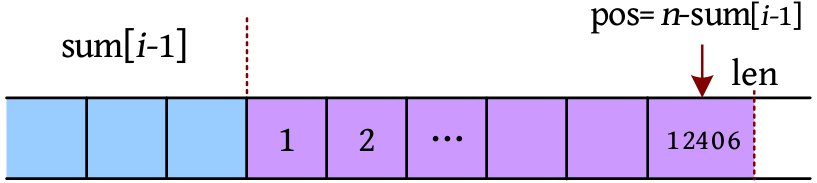 pos= n-sum[i-1]
sum[i-1]
len
1 2 ··· 12406